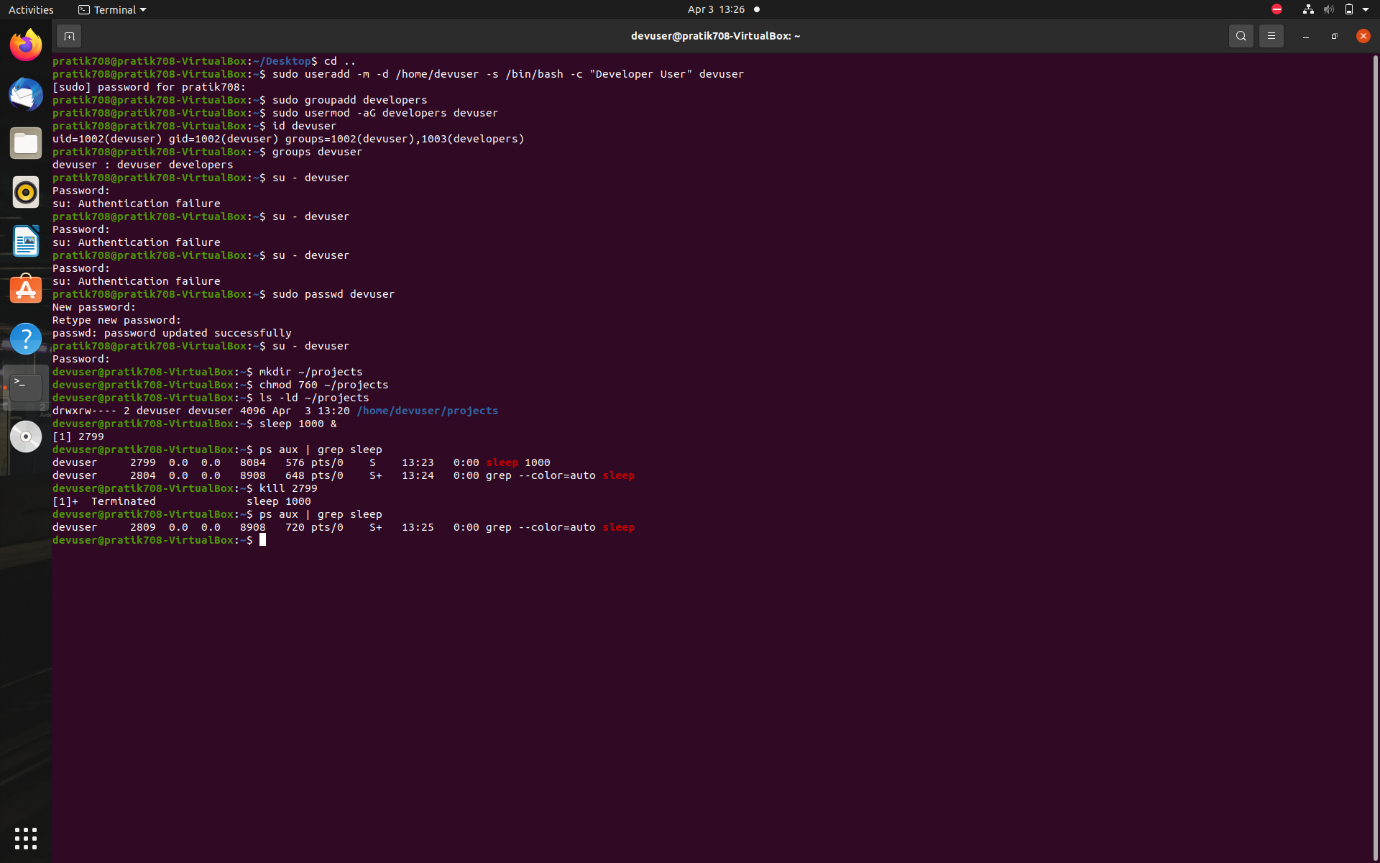 Activities
Terminal
Apr 3 13:26
devuser@pratik708-VirtualBox: ~
pratik708@pratik708-VirtualBox:~/Desktop$ cd ..
pratik708@pratik708-VirtualBox:~$ sudo useradd -m -d /home/devuser -s /bin/bash -c "Developer User" devuser
[sudo] password for pratik708:
pratik708@pratik708-VirtualBox:~$ sudo groupadd developers
pratik708@pratik708-VirtualBox:~$ sudo usermod -aG developers devuser
pratik708@pratik708-VirtualBox:~$ id devuser
uid=1002(devuser) gid=1002(devuser) groups=1002(devuser),1003(developers)
pratik708@pratik708-VirtualBox:~$ groups devuser
devuser : devuser developers
pratik708@pratik708-VirtualBox:~$ su - devuser
Password:
su: Authentication failure
pratik708@pratik708-VirtualBox:~$ su - devuser
Password:
su: Authentication failure
pratik708@pratik708-VirtualBox:~$ su - devuser
Password:
su: Authentication failure
pratik708@pratik708-VirtualBox:~$ sudo passwd devuser
New password:
Retype new password:
passwd: password updated successfully
pratik708@pratik708-VirtualBox:~$ su - devuser
Password:
devuser@pratik708-VirtualBox:~$ mkdir ~/projects
devuser@pratik708-VirtualBox:~$ chmod 760 ~/projects
devuser@pratik708-VirtualBox:~$ ls -ld ~/projects
drwxrw---- 2 devuser devuser 4096 Apr  3 13:20 /home/devuser/projects
devuser@pratik708-VirtualBox:~$ sleep 1000 &
[1] 2799
devuser@pratik708-VirtualBox:~$ ps aux | grep sleep
devuser     2799  0.0  0.0   8084   576 pts/0    S    13:23   0:00 sleep 1000
devuser     2804  0.0  0.0   8908   648 pts/0    S+   13:24   0:00 grep --color=auto sleep
devuser@pratik708-VirtualBox:~$ kill 2799
[1]+  Terminated              sleep 1000
devuser@pratik708-VirtualBox:~$ ps aux | grep sleep
devuser     2809  0.0  0.0   8908   720 pts/0    S+   13:25   0:00 grep --color=auto sleep
devuser@pratik708-VirtualBox:~$